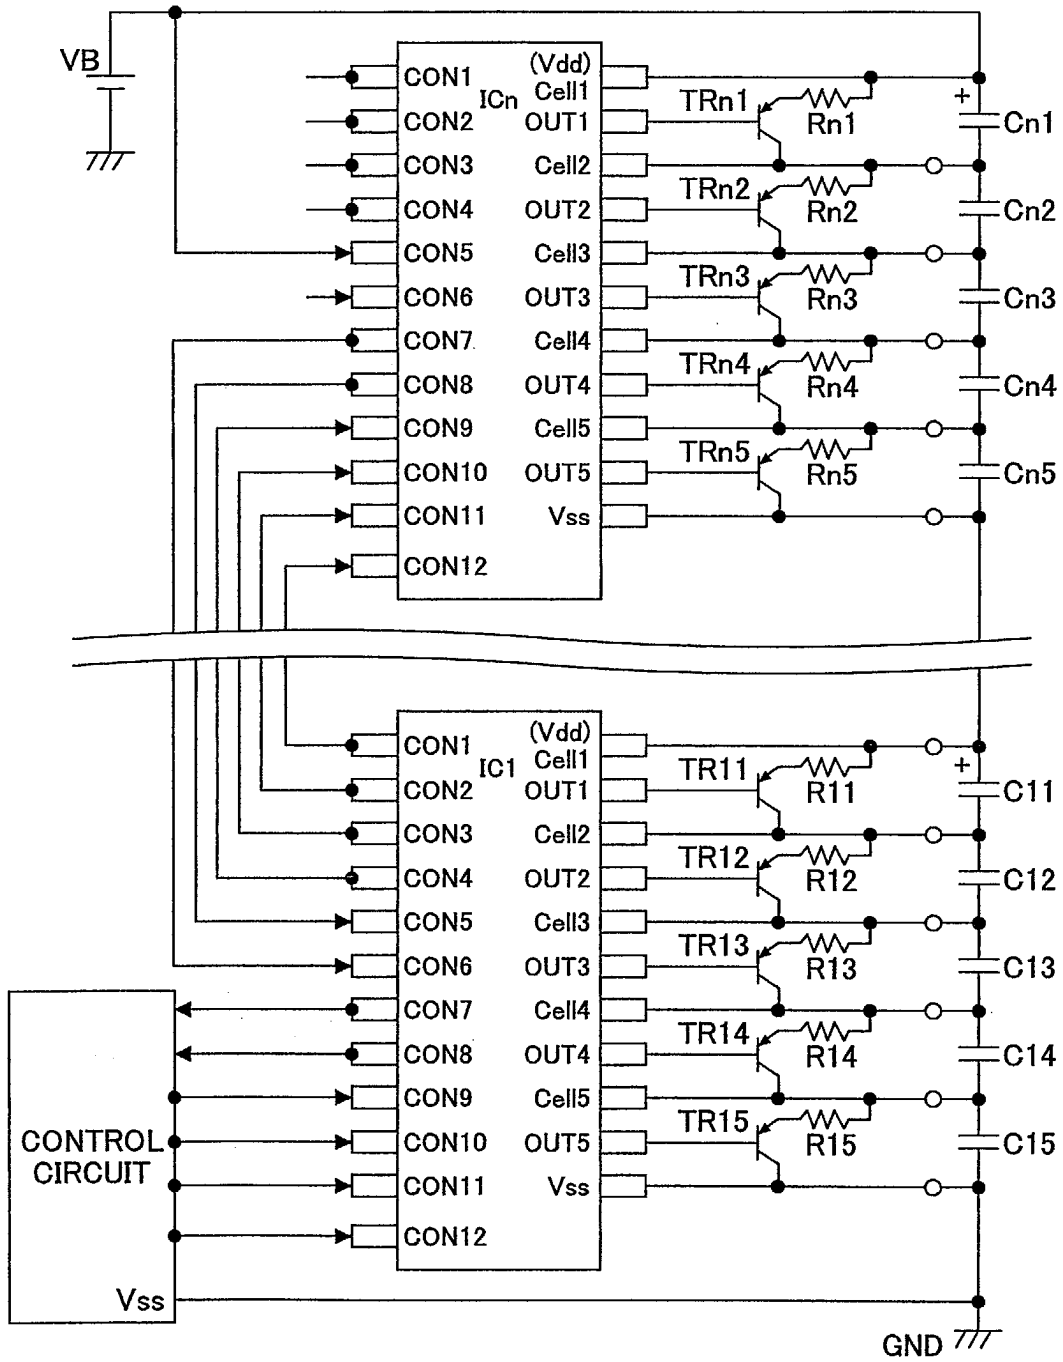 VB
CON1
CON2
CON3
CON4
CON5
CON6
CON7
CON8
CON9
CON10
CON11
CON12
ICn
(Vdd)
Cell1
OUT1
Cell2
OUT2
Cell3
OUT3
Cell4
OUT4
Cell5
OUT5
Vss
TRn1
Rn1
TRn2
Rn2
TRn3
Rn3
TRn4
Rn4
TRn5
Rn5
+
Cn1
Cn2
Cn3
Cn4
Cn5
CON1
CON2
CON3
CON4
CON5
CON6
CON7
CON8
CON9
CON10
CON11
CON12
IC1
(Vdd)
Cell1
OUT1
Cell2
OUT2
Cell3
OUT3
Cell4
OUT4
Cell5
OUT5
Vss
TR11
R11
TR12
R12
TR13
R13
TR14
R14
TR15
R15
+
C11
C12
C13
C14
C15
CONTROL
CIRCUIT
Vss
GND